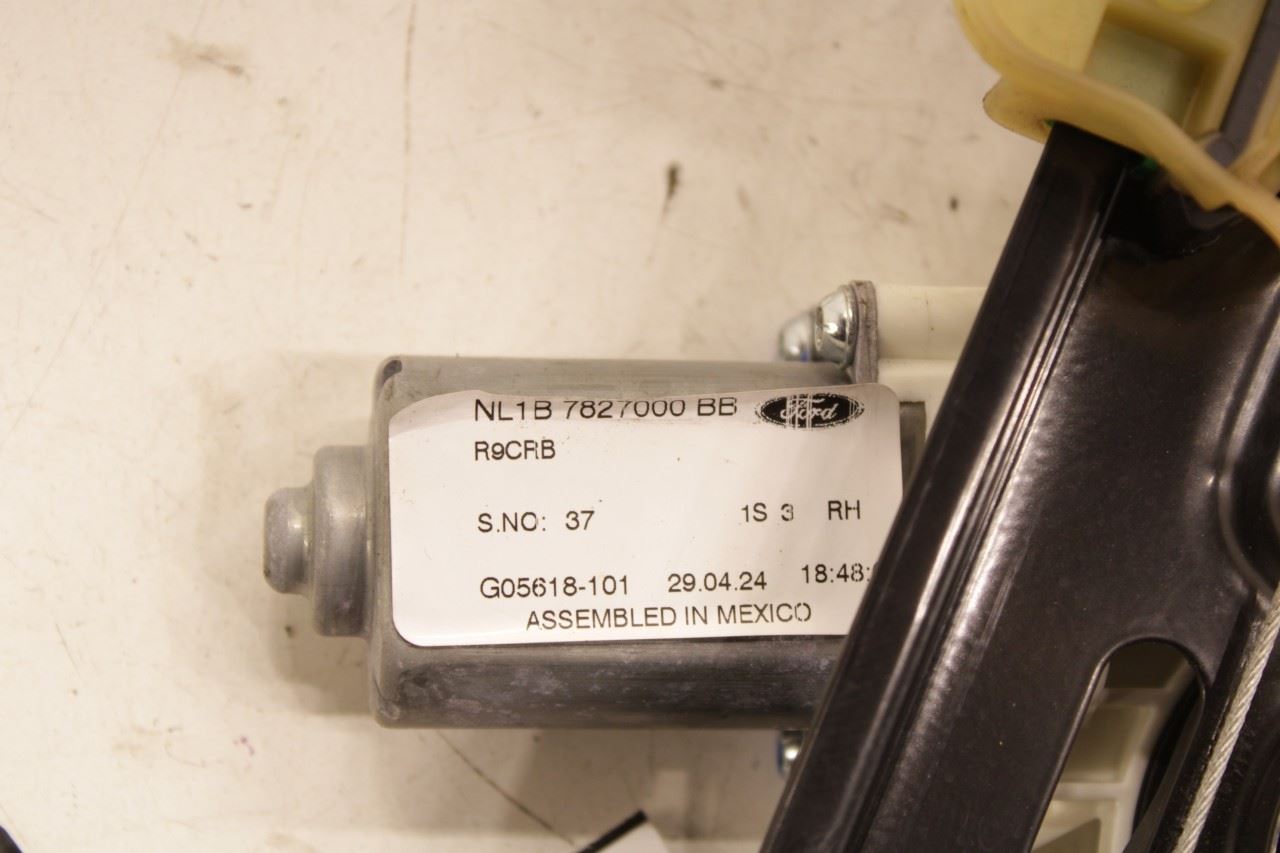 NL1B 7827000 BB Ford
R9CRB
S.NO: 37 1S 3 RH
G05618-101 29.04.24 18:48:
ASSEMBLED IN MEXICO